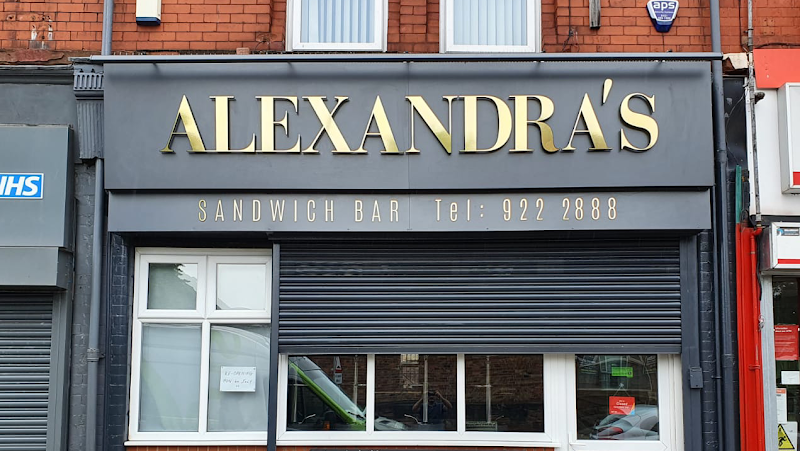 aps
ALEXANDRA'S
NHS
SANDWICH BAR Tel: 922 2888